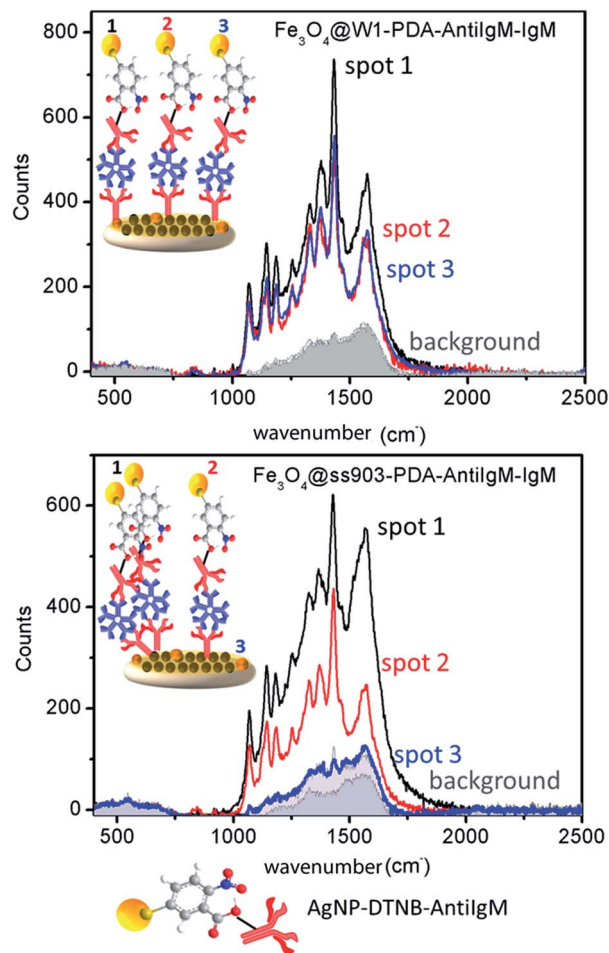 1 2 3
Fe₃O₄@W1-PDA-AntiIgM-IgM
spot 1
spot 2
spot 3
background
800
600
400
200
0
Counts
500 1000 1500 2000 2500
wavenumber (cm⁻)
1 2
Fe₃O₄@ss903-PDA-AntiIgM-IgM
spot 1
spot 2
3
spot 3
background
600
400
200
0
Counts
500 1000 1500 2000 2500
wavenumber (cm⁻)
AgNP-DTNB-AntiIgM